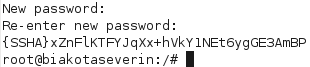 New password:
Re-enter new password:
{SSHA}xZnFlKTFYJqXx+hVkY1NEt6ygGE3AmBP
root@biakotaseverin:/#